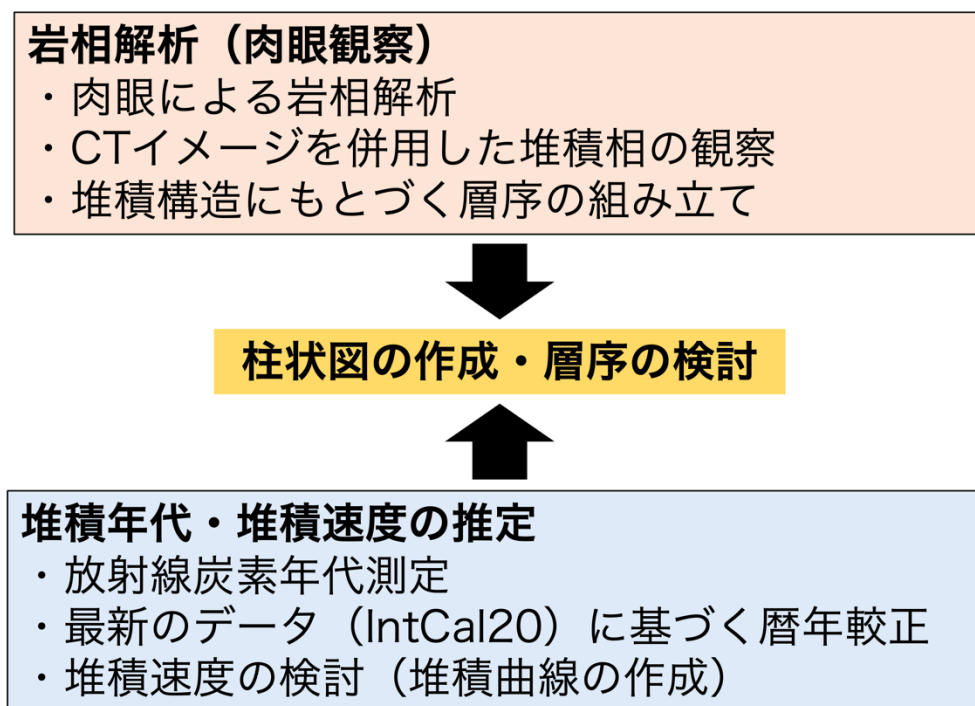 岩相解析（肉眼観察）
・肉眼による岩相解析
・CTイメージを併用した堆積相の観察
・堆積構造にもとづく層序の組み立て
柱状図の作成・層序の検討
堆積年代・堆積速度の推定
・放射線炭素年代測定
・最新のデータ（IntCal20）に基づく暦年較正
・堆積速度の検討（堆積曲線の作成）